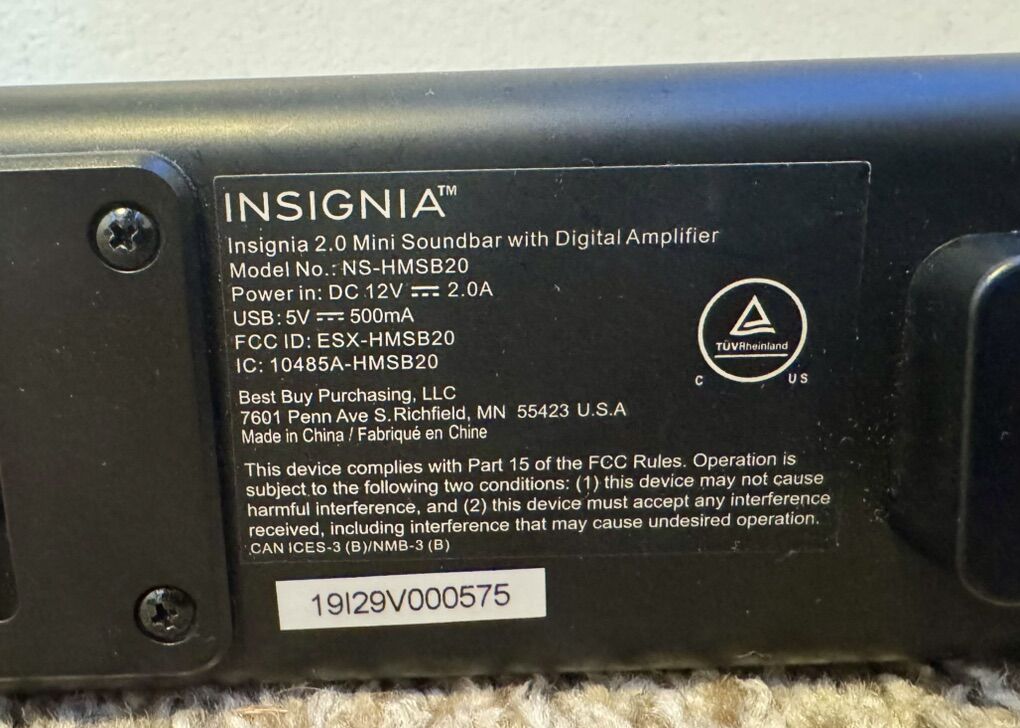 INSIGNIA™
Insignia 2.0 Mini Soundbar with Digital Amplifier
Model No.: NS-HMSB20
Power in: DC 12V ⎓ 2.0A
USB: 5V ⎓ 500mA
FCC ID: ESX-HMSB20
IC: 10485A-HMSB20
TÜVRheinland
C US
Best Buy Purchasing, LLC
7601 Penn Ave S. Richfield, MN 55423 U.S.A
Made in China / Fabriqué en Chine
This device complies with Part 15 of the FCC Rules. Operation is
subject to the following two conditions: (1) this device may not cause
harmful interference, and (2) this device must accept any interference
received, including interference that may cause undesired operation.
CAN ICES-3 (B)/NMB-3 (B)
19I29V000575